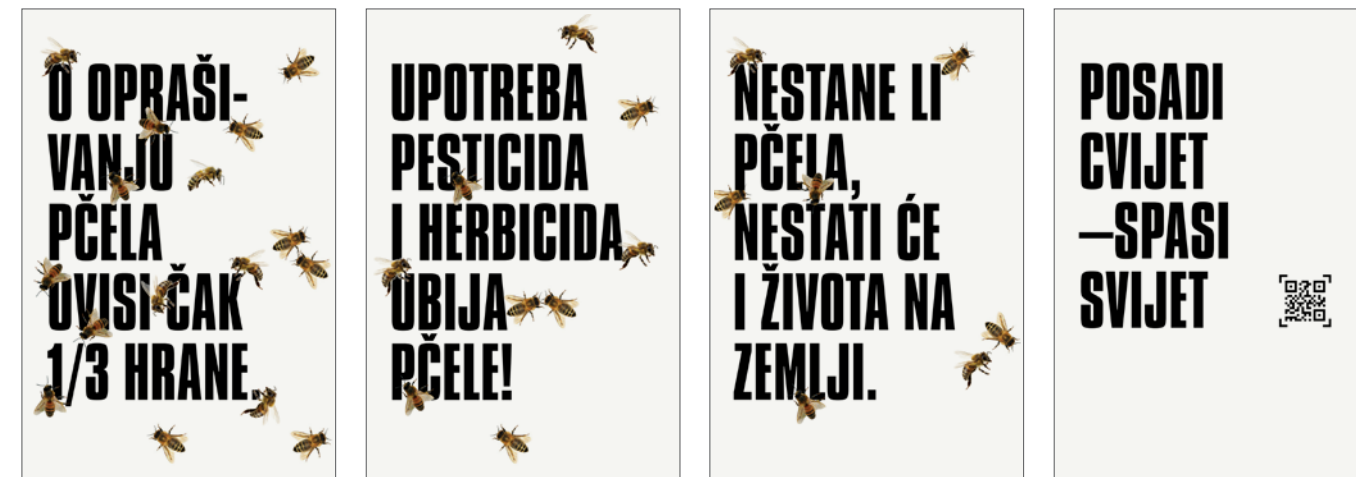 O OPRAŠI-
VANJU
PČELA
OVISI ČAK
1/3 HRANE.
UPOTREBA
PESTICIDA
I HERBICIDA
UBIJA
PČELE!
NESTANE LI
PČELA,
NESTATI ĆE
I ŽIVOTA NA
ZEMLJI.
POSADI
CVIJET
—SPASI
SVIJET